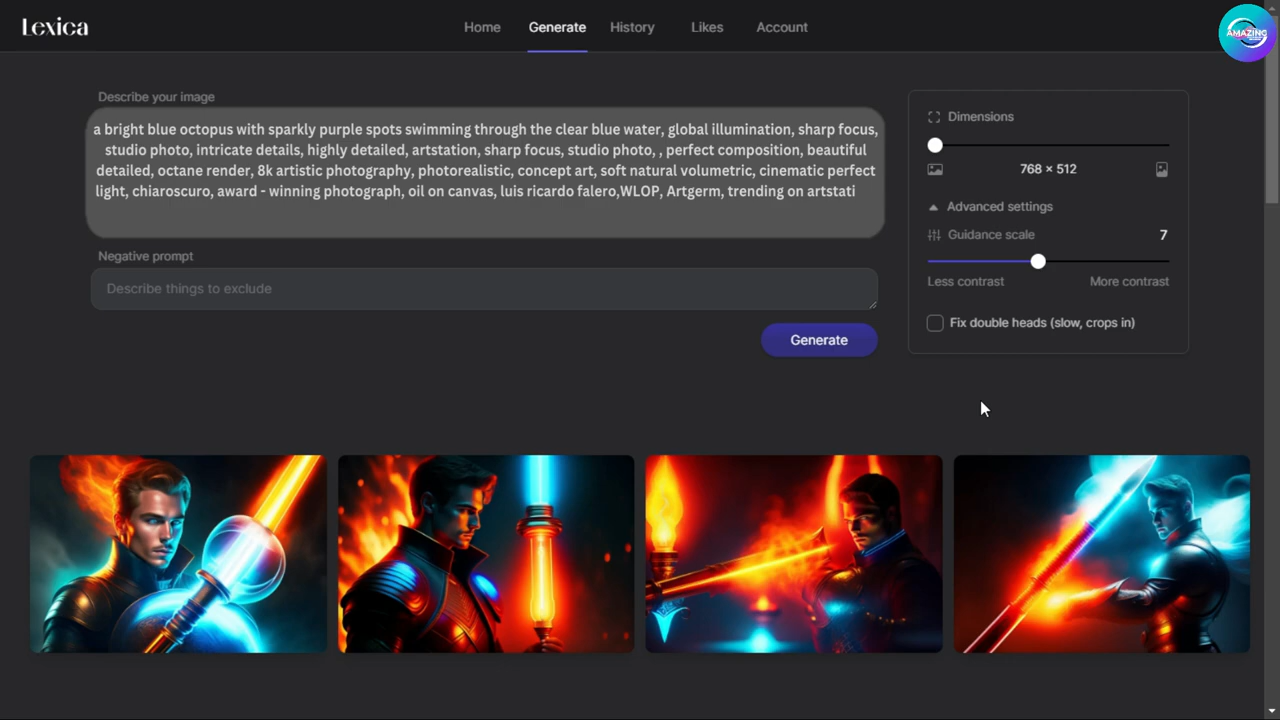 Lexica
Home
Generate
History
Likes
Account
AMAZING
Describe your image
a bright blue octopus with sparkly purple spots swimming through the clear blue water, global illumination, sharp focus,
studio photo, intricate details, highly detailed, artstation, sharp focus, studio photo, , perfect composition, beautiful
detailed, octane render, 8k artistic photography, photorealistic, concept art, soft natural volumetric, cinematic perfect
light, chiaroscuro, award - winning photograph, oil on canvas, luis ricardo falero,WLOP, Artgerm, trending on artstati
Negative prompt
Describe things to exclude
Generate
Dimensions
768 × 512
Advanced settings
Guidance scale
7
Less contrast
More contrast
Fix double heads (slow, crops in)